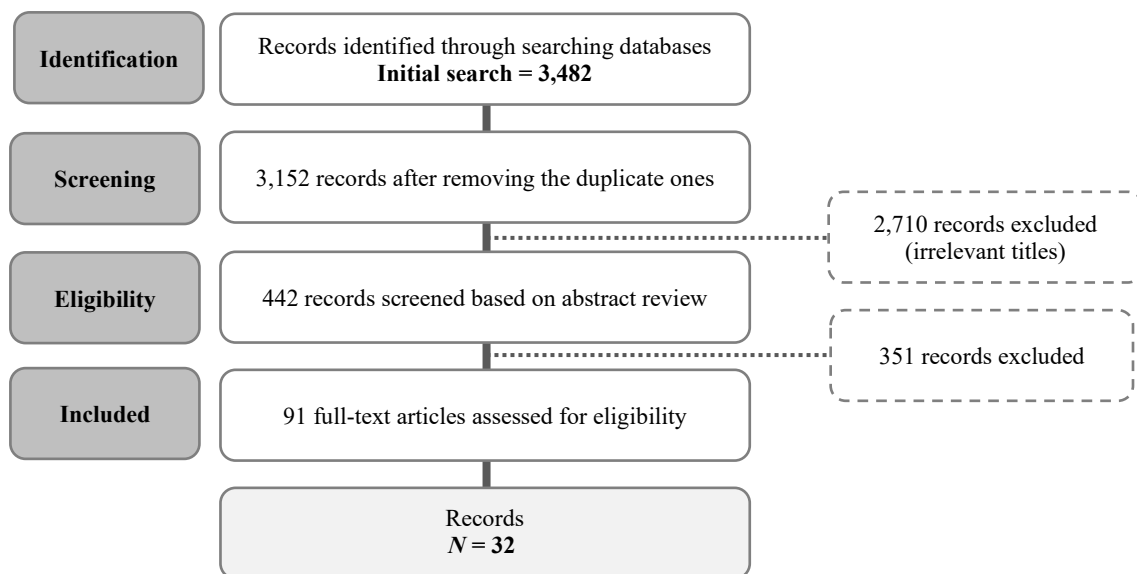 Identification
Records identified through searching databases
Initial search = 3,482
Screening
3,152 records after removing the duplicate ones
2,710 records excluded
(irrelevant titles)
Eligibility
442 records screened based on abstract review
351 records excluded
Included
91 full-text articles assessed for eligibility
Records
N = 32